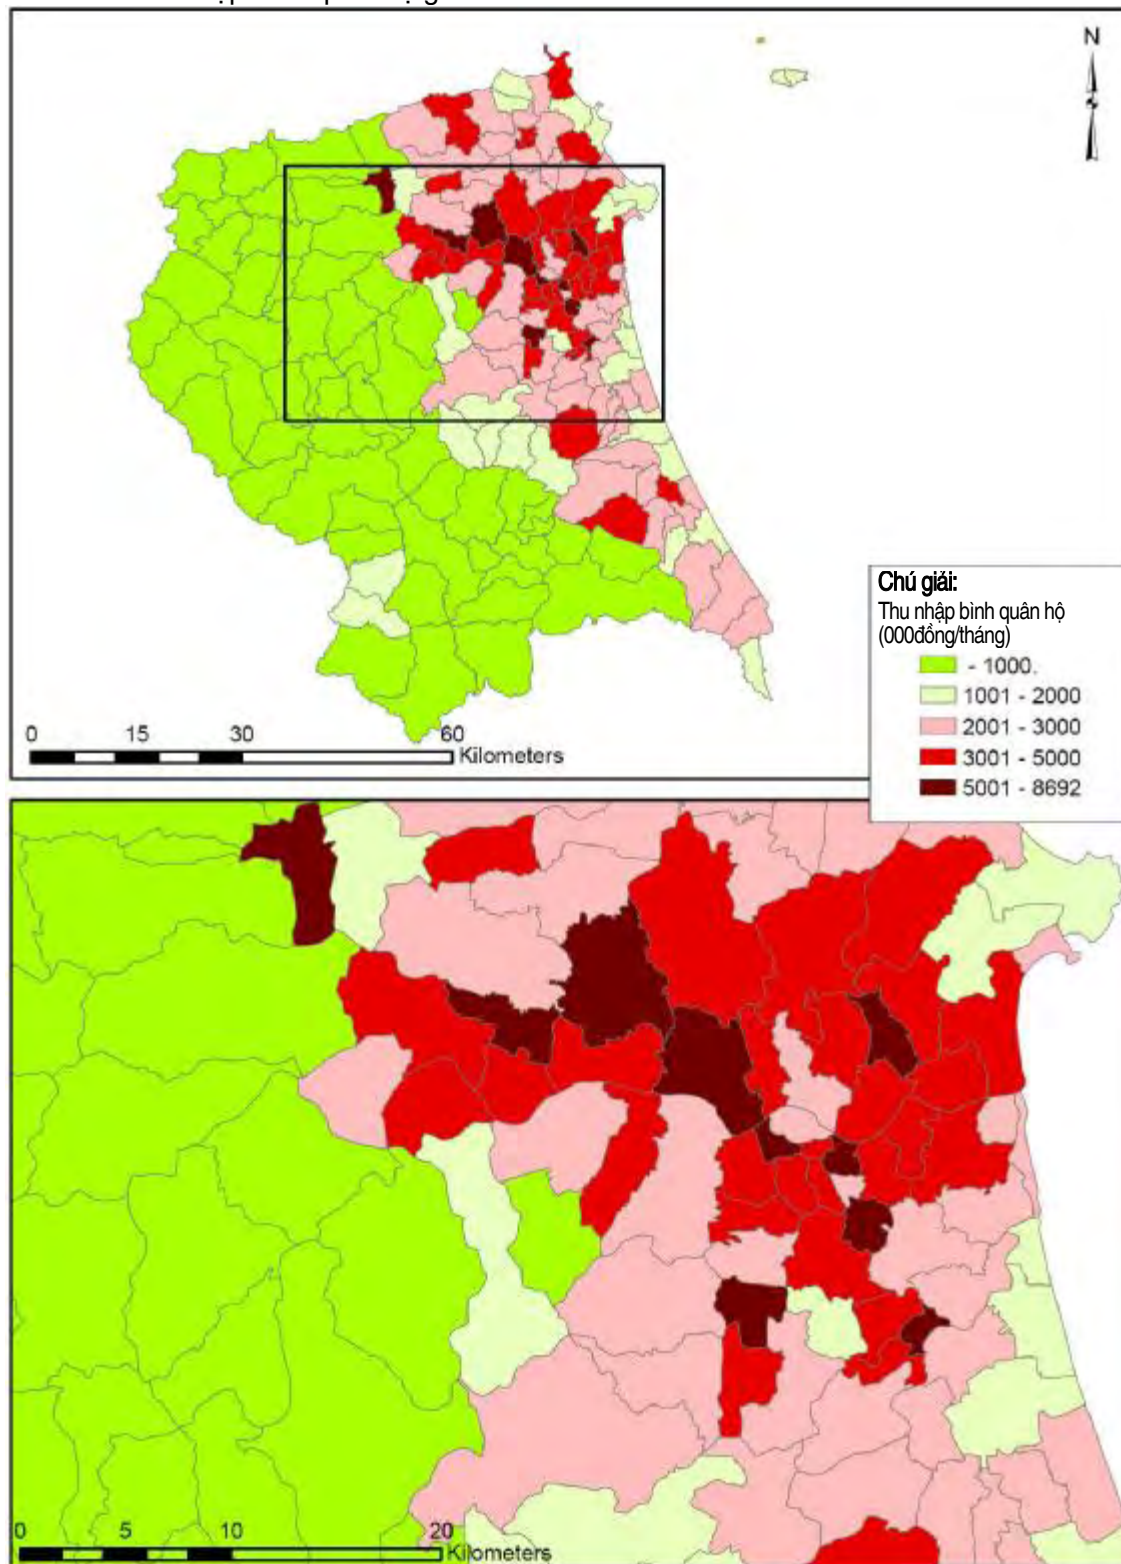 N
Chú giải:
Thu nhập bình quân hộ
(000đồng/tháng)
- 1000.
1001 - 2000
2001 - 3000
3001 - 5000
5001 - 8692
0 15 30 60
Kilometers
0 5 10 20
Kilometers